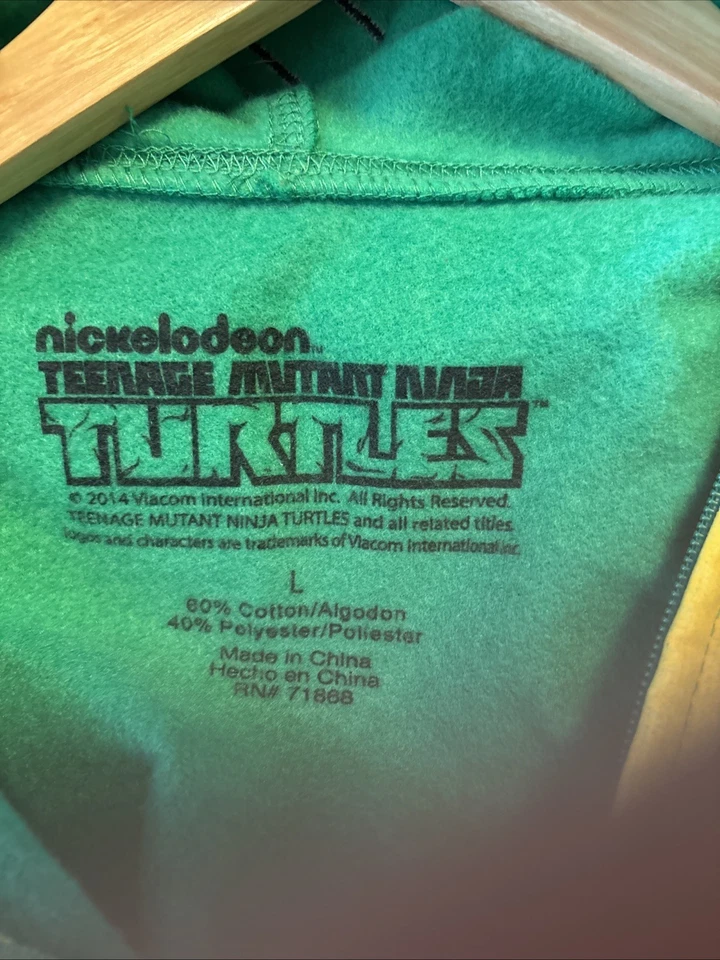 nickelodeon™
TEENAGE MUTANT NINJA
TURTLES™
© 2014 Viacom International Inc. All Rights Reserved.
TEENAGE MUTANT NINJA TURTLES and all related titles,
logos and characters are trademarks of Viacom International Inc.
L
60% Cotton/Algodon
40% Polyester/Poliester
Made in China
Hecho en China
RN# 71868